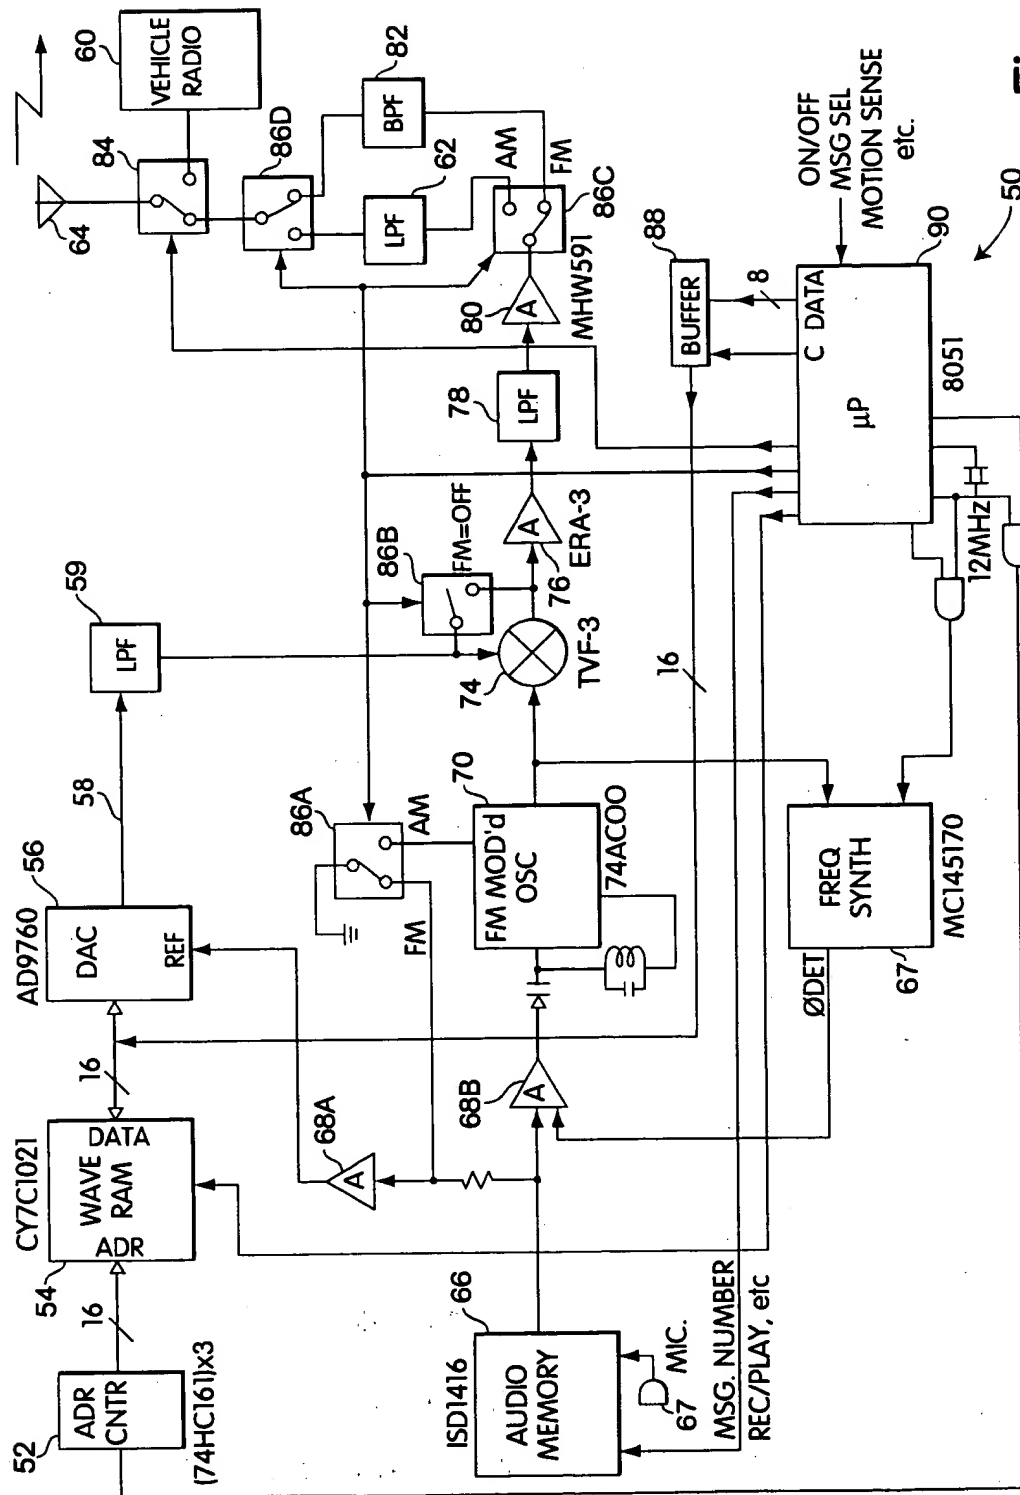 60
VEHICLE
RADIO
84
86D
64
82
BPF
62
LPF
AM
FM
86C
80
A
MHW591
78
LPF
A
76
ERA-3
86B
FM=OFF
74
TVF-3
59
LPF
58
56
AD9760
DAC
REF
86A
AM
FM
70
FM MOD'd
OSC
74AC00
16
CY7C1021
DATA
WAVE
RAM
ADR
54
16
52
ADR
CNTR
(74HC161)x3
68A
A
68B
A
66
ISD1416
AUDIO
MEMORY
67
MIC.
MSG. NUMBER
REC/PLAY, etc
ØDET
FREQ
SYNTH
67
MC145170
16
88
BUFFER
8
C DATA
µP
8051
90
12MHz
ON/OFF
MSG SEL
MOTION SENSE
etc.
50